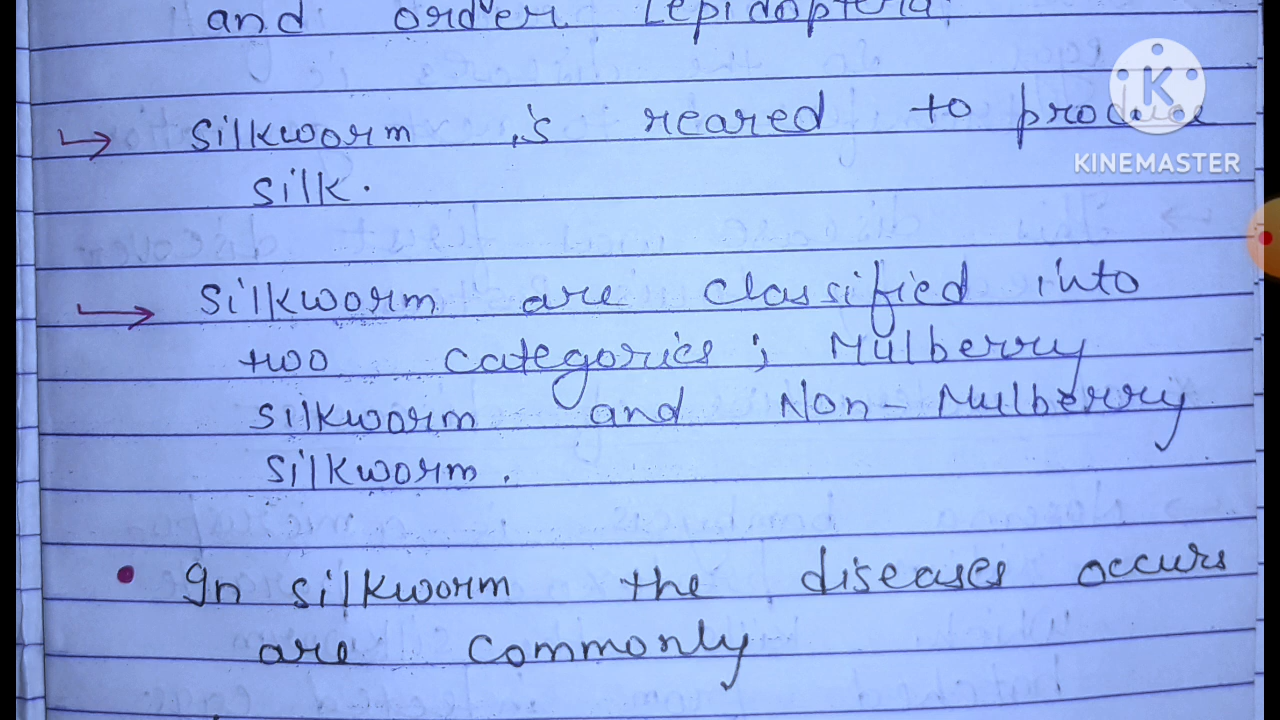 and order Lepidoptera.
→ Silkworm is reared to produce
silk.
→ Silkworm are classified into
two categories ; Mulberry
silkworm and Non-Mulberry
silkworm.
• In silkworm the diseases occurs
are commonly
K
KINEMASTER